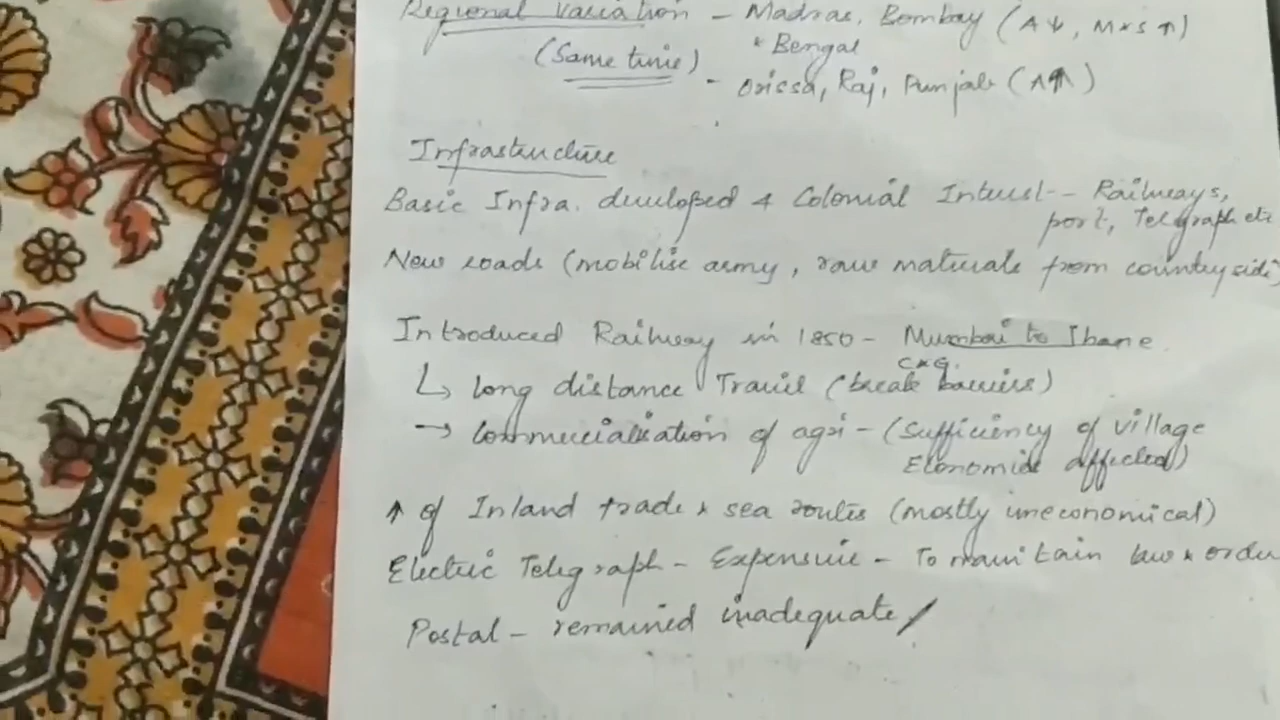 Regional Variation - Madras, Bombay (A↓, M & S↑)
& Bengal
(Same time) - Orissa, Raj, Punjab (A↑)
Infrastructure
Basic Infra. developed 4 Colonial Interest -- Railways,
port, Telegraph etc
New roads (mobilise army, raw materials from countryside)
Introduced Railway in 1850 - Mumbai to Thane
C & G.
↳ long distance Travel (break barriers)
→ Commercialisation of agri - (Sufficiency of village
Economies affected)
↑ of Inland trade & sea routes (mostly uneconomical)
Electric Telegraph - Expensive - To maintain law & order
Postal - remained inadequate